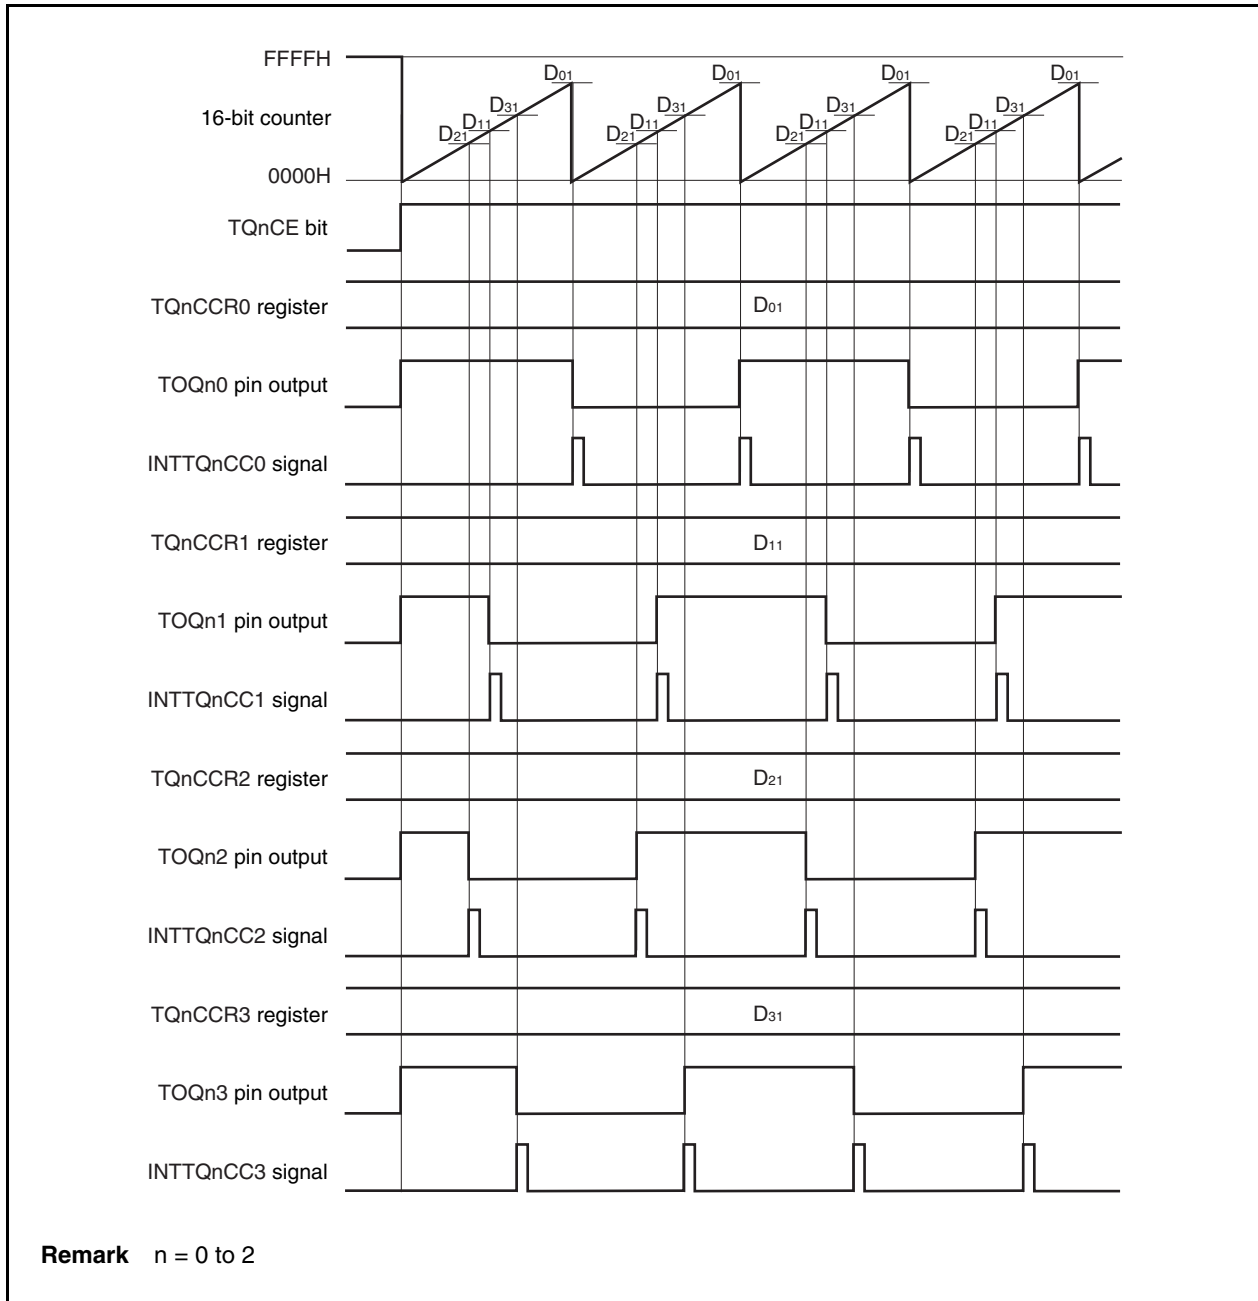 FFFFH
D01 D01 D01 D01
D31 D31 D31 D31
16-bit counter
D11 D11 D11 D11
D21 D21 D21 D21
0000H
TQnCE bit
TQnCCR0 register D01
TOQn0 pin output
INTTQnCC0 signal
TQnCCR1 register D11
TOQn1 pin output
INTTQnCC1 signal
TQnCCR2 register D21
TOQn2 pin output
INTTQnCC2 signal
TQnCCR3 register D31
TOQn3 pin output
INTTQnCC3 signal
Remark n = 0 to 2